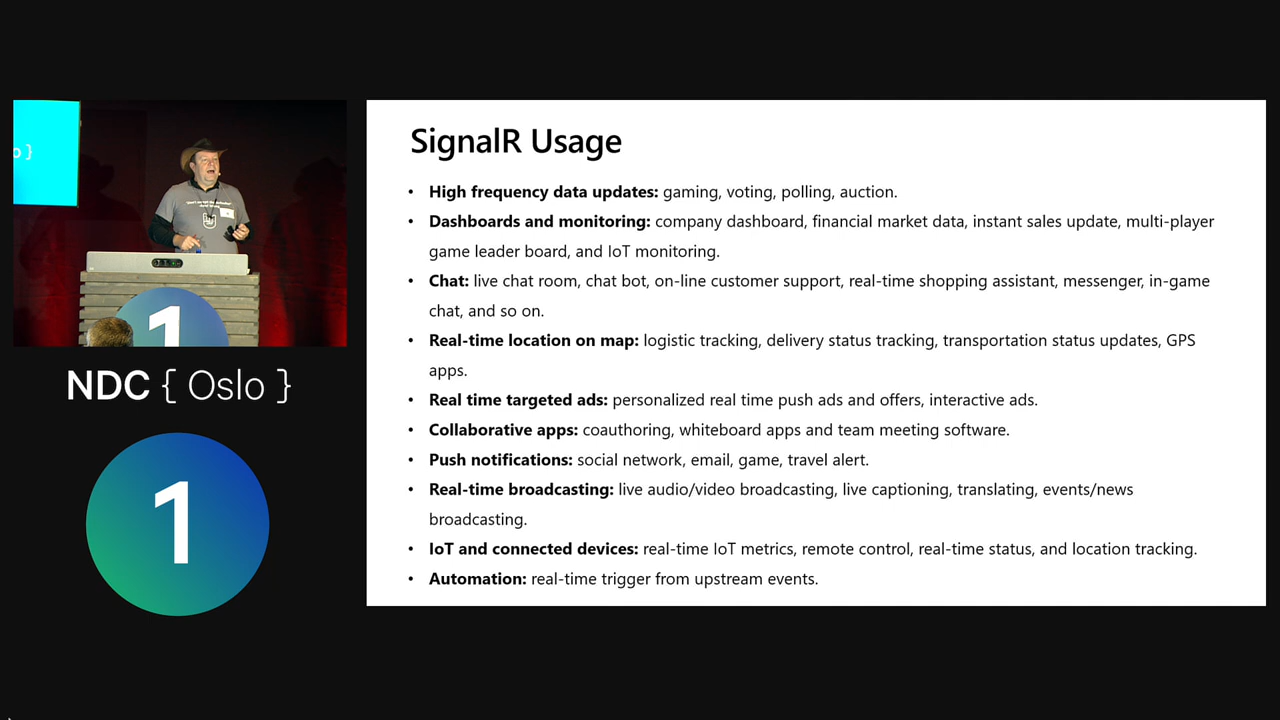 o }
1
NDC { Oslo }
1
SignalR Usage
• High frequency data updates: gaming, voting, polling, auction.
• Dashboards and monitoring: company dashboard, financial market data, instant sales update, multi-player
game leader board, and IoT monitoring.
• Chat: live chat room, chat bot, on-line customer support, real-time shopping assistant, messenger, in-game
chat, and so on.
• Real-time location on map: logistic tracking, delivery status tracking, transportation status updates, GPS
apps.
• Real time targeted ads: personalized real time push ads and offers, interactive ads.
• Collaborative apps: coauthoring, whiteboard apps and team meeting software.
• Push notifications: social network, email, game, travel alert.
• Real-time broadcasting: live audio/video broadcasting, live captioning, translating, events/news
broadcasting.
• IoT and connected devices: real-time IoT metrics, remote control, real-time status, and location tracking.
• Automation: real-time trigger from upstream events.